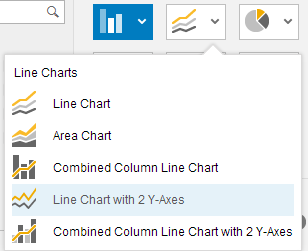 Line Charts
Line Chart
Area Chart
Combined Column Line Chart
Line Chart with 2 Y-Axes
Combined Column Line Chart with 2 Y-Axes